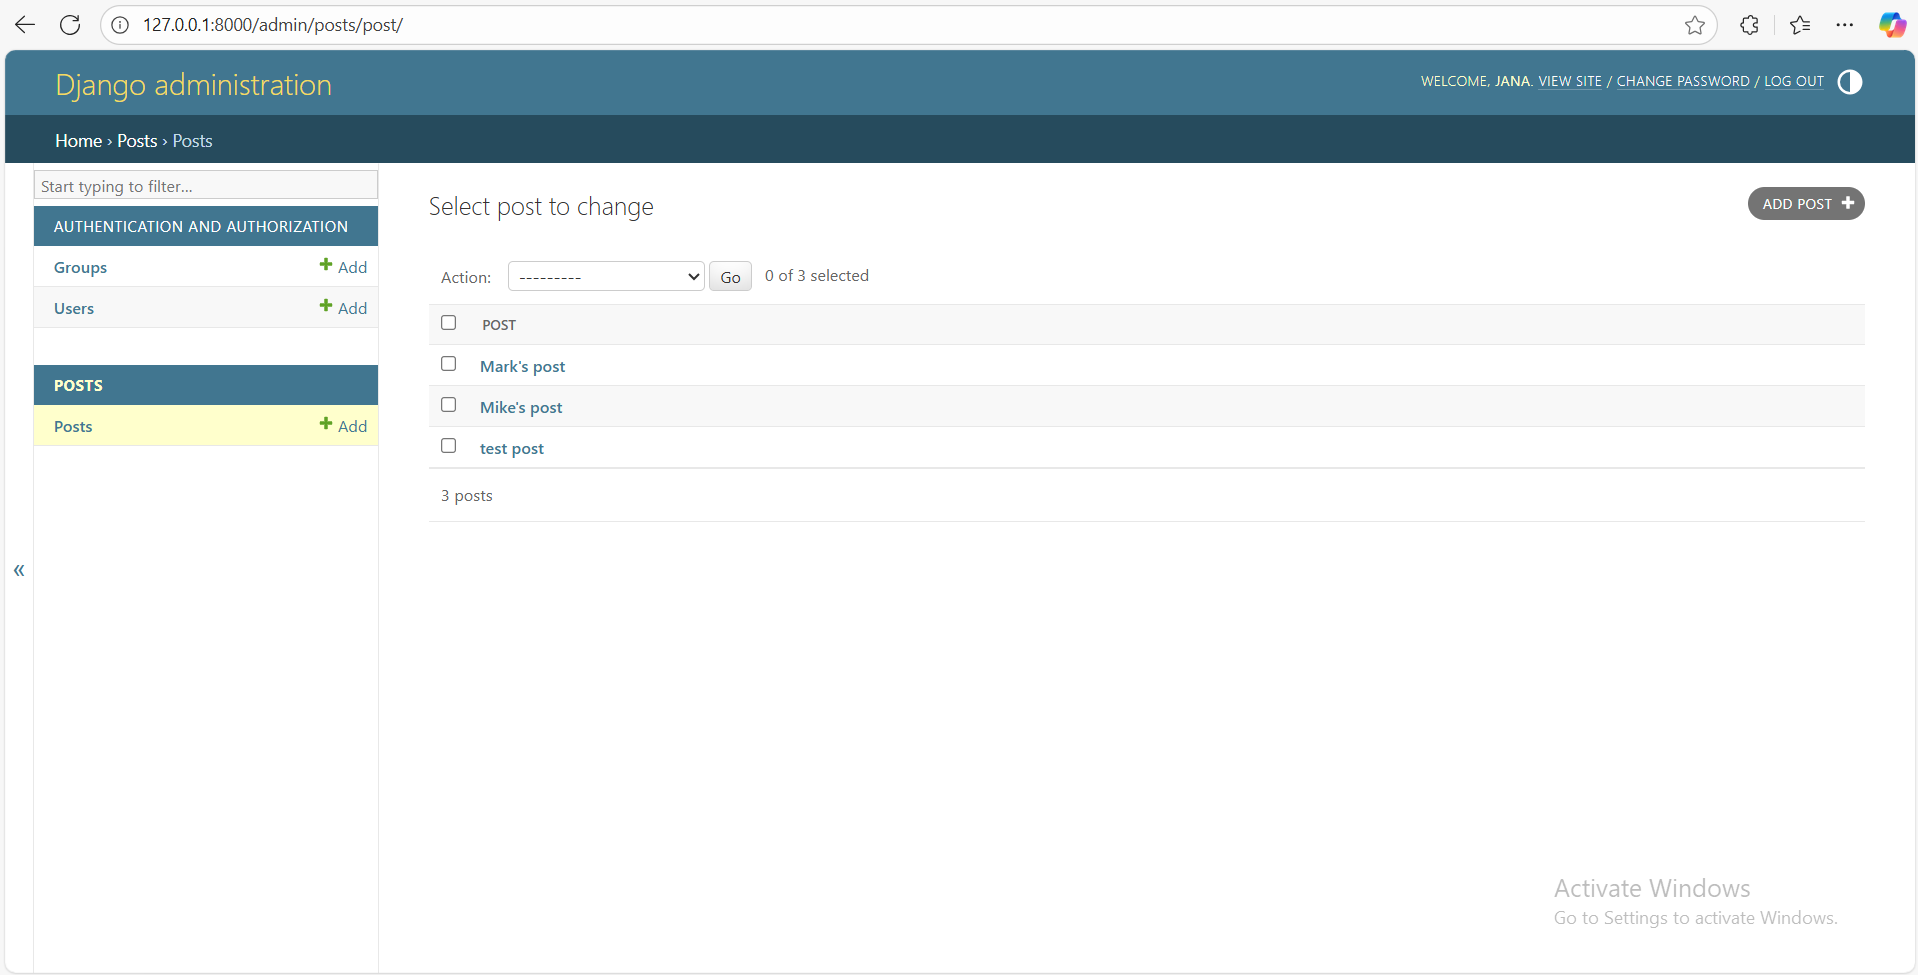 127.0.0.1:8000/admin/posts/post/
Django administration
WELCOME, JANA. VIEW SITE / CHANGE PASSWORD / LOG OUT
Home › Posts › Posts
Start typing to filter...
AUTHENTICATION AND AUTHORIZATION
Groups + Add
Users + Add
POSTS
Posts + Add
«
Select post to change
ADD POST +
Action: --------- Go 0 of 3 selected
POST
Mark's post
Mike's post
test post
3 posts
Activate Windows
Go to Settings to activate Windows.